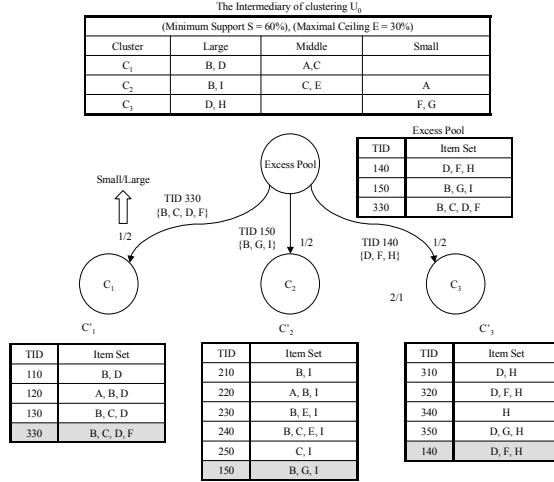 The Intermediary of clustering U0
(Minimum Support S = 60%), (Maximal Ceiling E = 30%)
Cluster Large Middle Small
C1 B, D A,C
C2 B, I C, E A
C3 D, H F, G
Excess Pool
TID Item Set
140 D, F, H
150 B, G, I
330 B, C, D, F
Excess Pool
Small/Large
TID 330
{B, C, D, F}
1/2
TID 150
{B, G, I}
1/2
TID 140
{D, F, H}
1/2
2/1
C1
C2
C3
C'1
TID Item Set
110 B, D
120 A, B, D
130 B, C, D
330 B, C, D, F
C'2
TID Item Set
210 B, I
220 A, B, I
230 B, E, I
240 B, C, E, I
250 C, I
150 B, G, I
C'3
TID Item Set
310 D, H
320 D, F, H
340 H
350 D, G, H
140 D, F, H